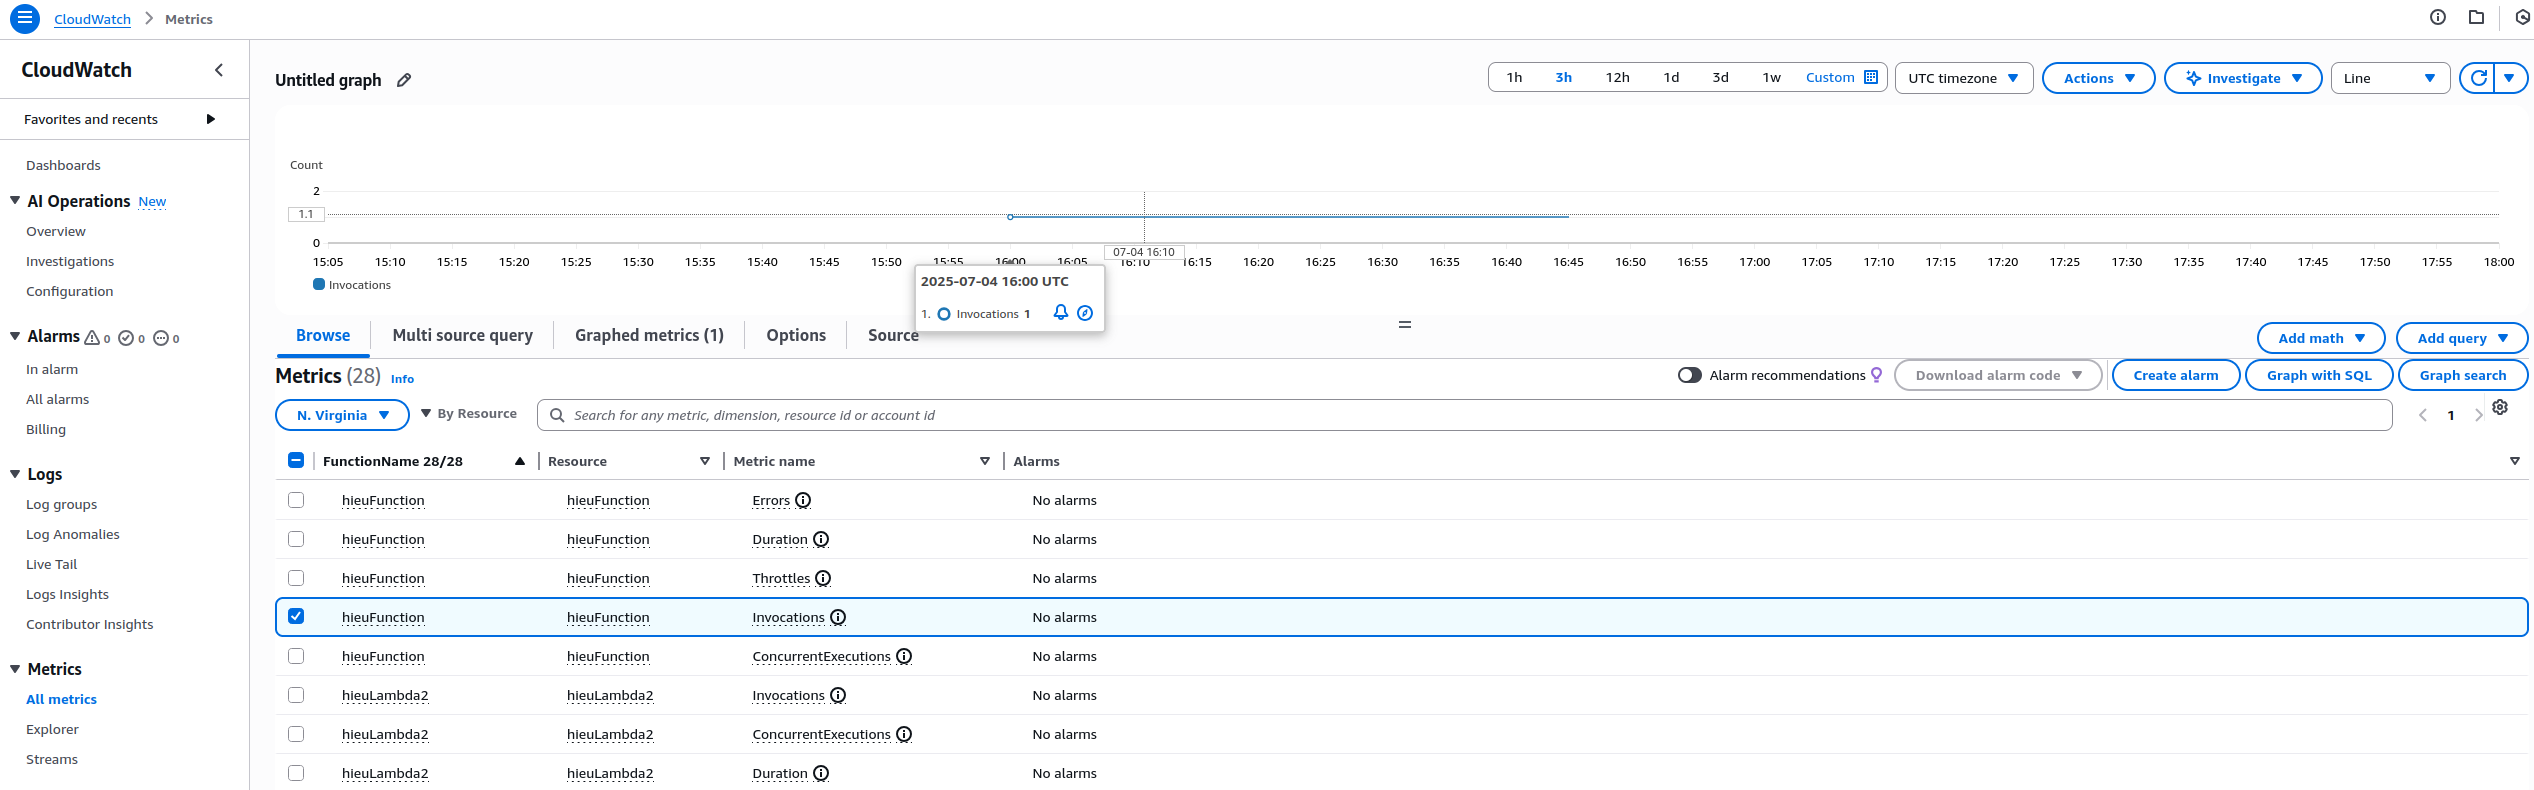 CloudWatch > Metrics
CloudWatch
Favorites and recents
Dashboards
AI Operations New
Overview
Investigations
Configuration
Alarms 0 0 0
In alarm
All alarms
Billing
Logs
Log groups
Log Anomalies
Live Tail
Logs Insights
Contributor Insights
Metrics
All metrics
Explorer
Streams
Untitled graph
1h 3h 12h 1d 3d 1w Custom UTC timezone Actions Investigate Line
Count
2
1.1
0
07-04 16:10
15:05 15:10 15:15 15:20 15:25 15:30 15:35 15:40 15:45 15:50 15:55 16:00 16:05 16:10 16:15 16:20 16:25 16:30 16:35 16:40 16:45 16:50 16:55 17:00 17:05 17:10 17:15 17:20 17:25 17:30 17:35 17:40 17:45 17:50 17:55 18:00
Invocations
2025-07-04 16:00 UTC
1. Invocations 1
Browse Multi source query Graphed metrics (1) Options Source Add math Add query
Metrics (28) Info Alarm recommendations Download alarm code Create alarm Graph with SQL Graph search
N. Virginia By Resource Search for any metric, dimension, resource id or account id 1
FunctionName 28/28 Resource Metric name Alarms
hieuFunction hieuFunction Errors No alarms
hieuFunction hieuFunction Duration No alarms
hieuFunction hieuFunction Throttles No alarms
hieuFunction hieuFunction Invocations No alarms
hieuFunction hieuFunction ConcurrentExecutions No alarms
hieuLambda2 hieuLambda2 Invocations No alarms
hieuLambda2 hieuLambda2 ConcurrentExecutions No alarms
hieuLambda2 hieuLambda2 Duration No alarms